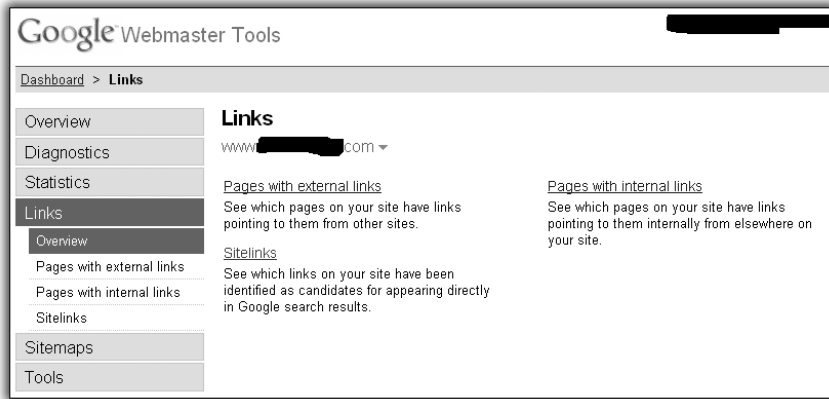 Google Webmaster Tools
Dashboard > Links
Overview
Diagnostics
Statistics
Links
Overview
Pages with external links
Pages with internal links
Sitelinks
Sitemaps
Tools
Links
www. .com
Pages with external links
See which pages on your site have links
pointing to them from other sites.
Sitelinks
See which links on your site have been
identified as candidates for appearing directly
in Google search results.
Pages with internal links
See which pages on your site have links
pointing to them internally from elsewhere on
your site.